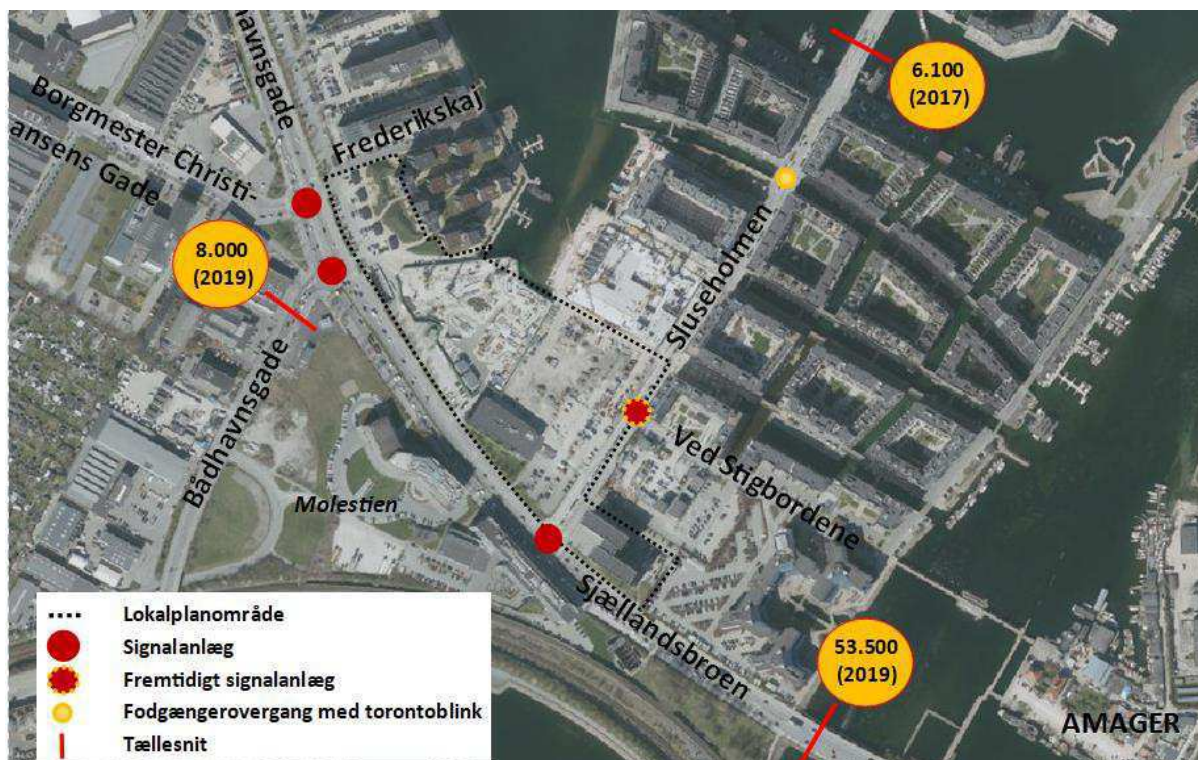 havnsgade
Borgmester Christi-
ansens Gade
Frederikskaj
6.100
(2017)
8.000
(2019)
Sluseholmen
Bådhavnsgade
Molestien
Ved Stigbordene
Sjællandsbroen
53.500
(2019)
AMAGER
Lokalplanområde
Signalanlæg
Fremtidigt signalanlæg
Fodgængerovergang med torontoblink
Tællesnit